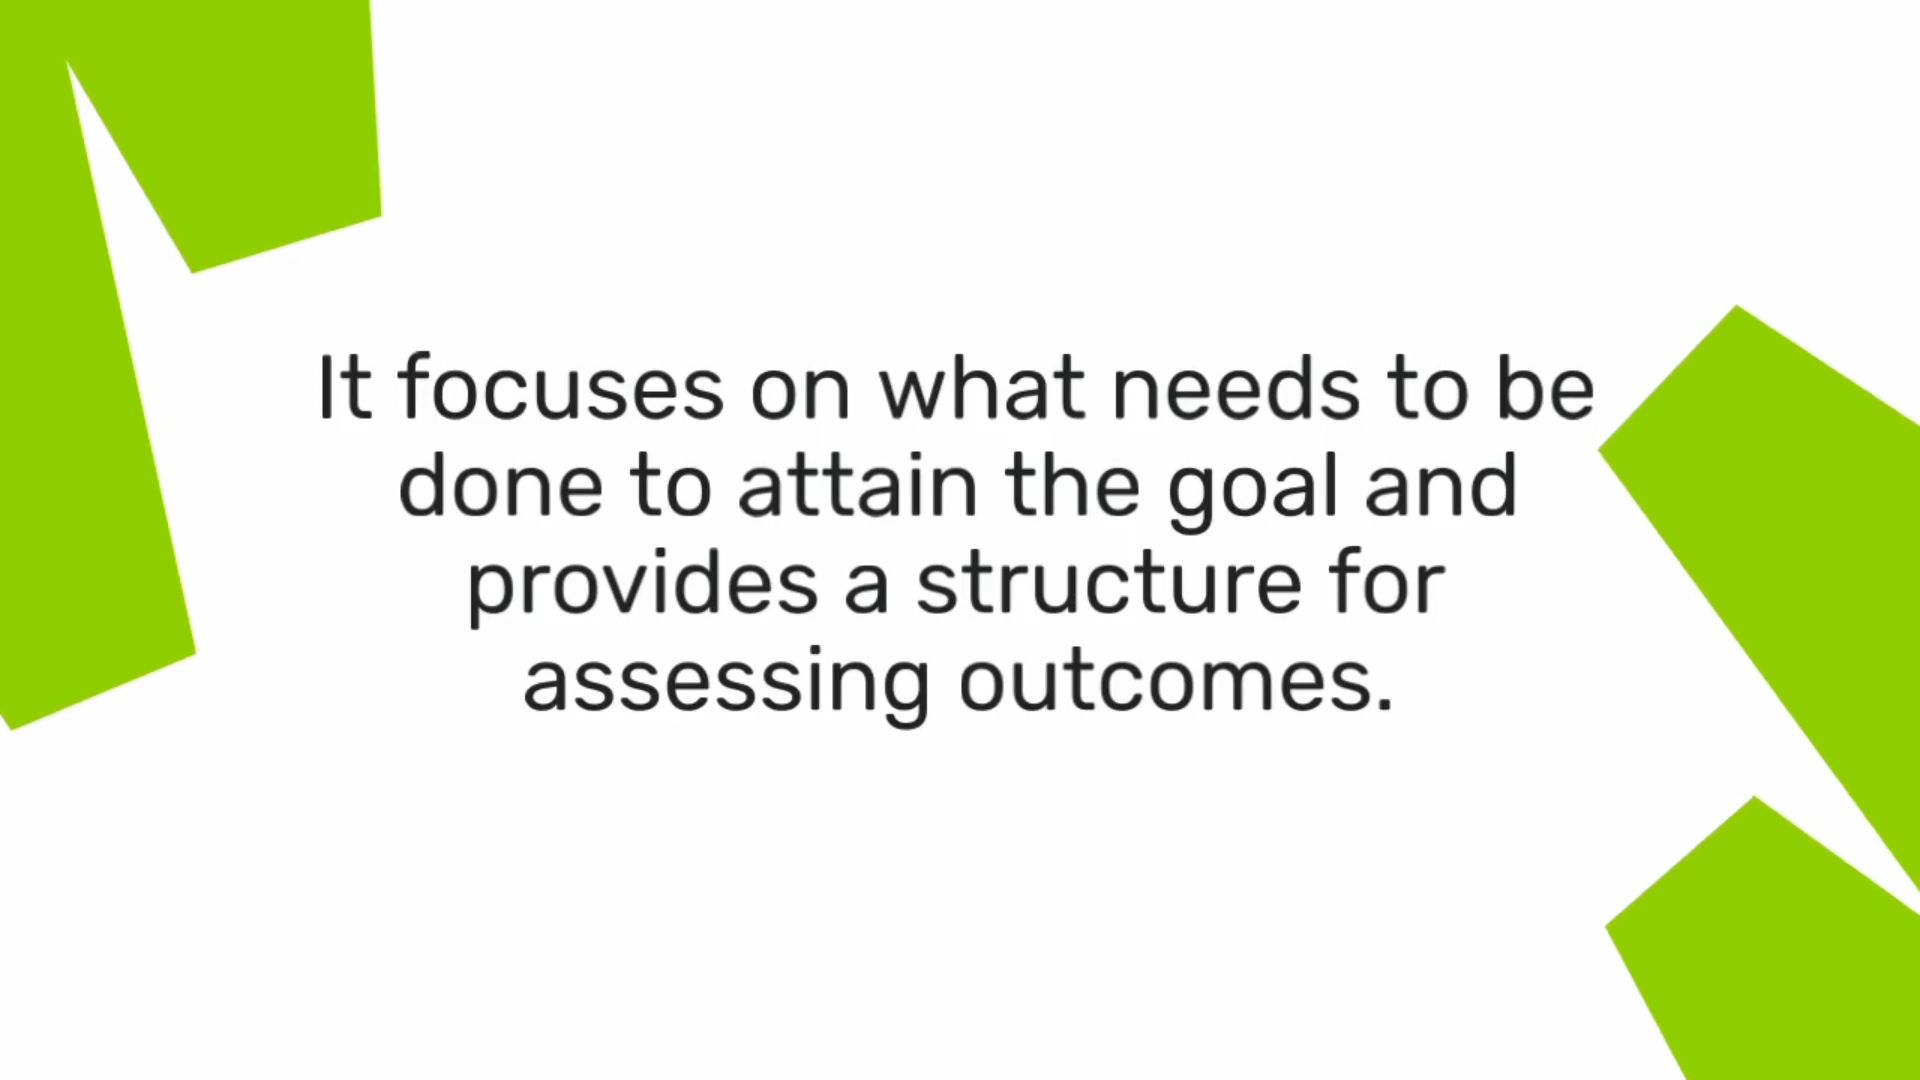 It focuses on what needs to be
done to attain the goal and
provides a structure for
assessing outcomes.